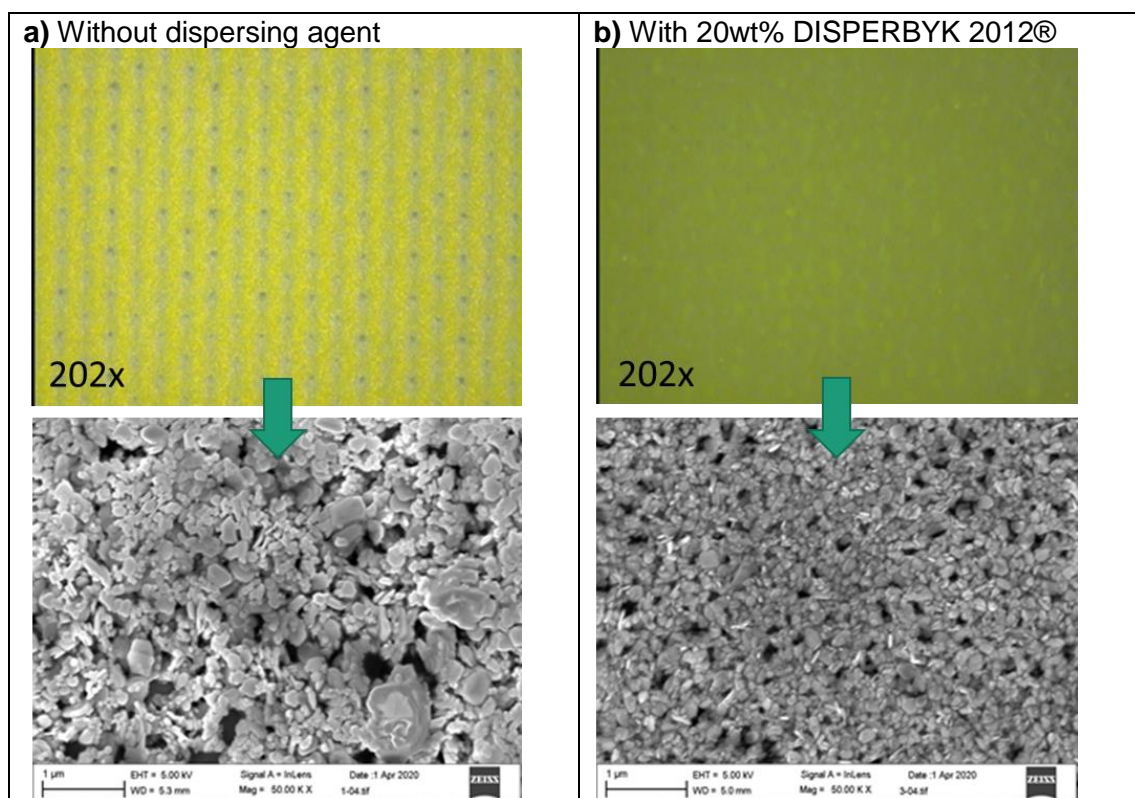 a) Without dispersing agent
202x
1 µm
EHT = 5.00 kV Signal A = InLens Date :1 Apr 2020
WD = 5.3 mm Mag = 50.00 K X 1-04.tif
ZEISS
b) With 20wt% DISPERBYK 2012®
202x
1 µm
EHT = 5.00 kV Signal A = InLens Date :1 Apr 2020
WD = 5.0 mm Mag = 50.00 K X 3-04.tif
ZEISS